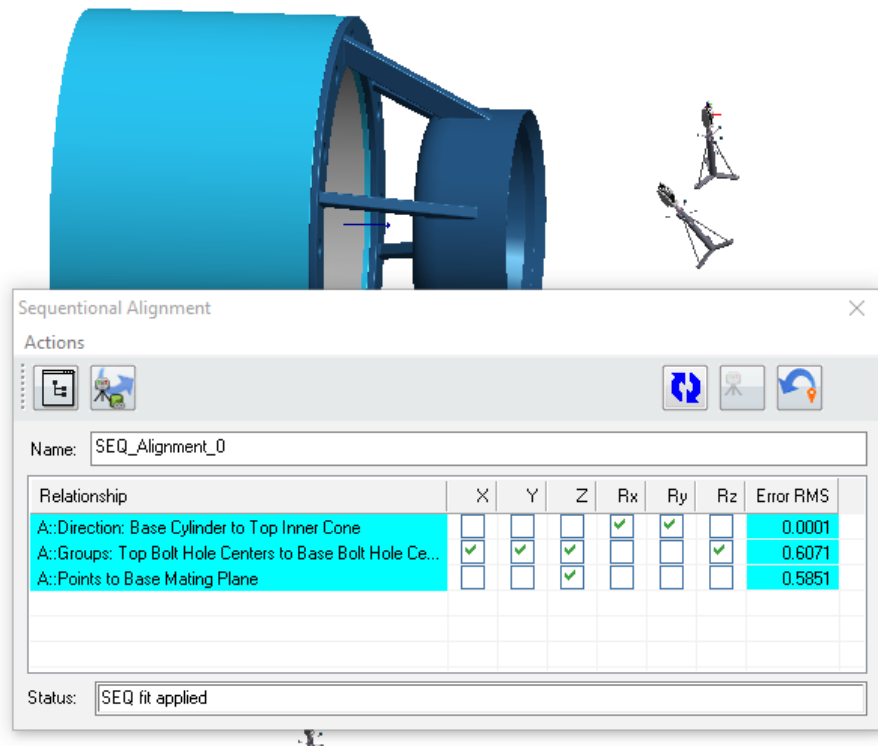 Sequentional Alignment
Actions
Name: SEQ_Alignment_0
Relationship X Y Z Rx Ry Rz Error RMS
A::Direction: Base Cylinder to Top Inner Cone 0.0001
A::Groups: Top Bolt Hole Centers to Base Bolt Hole Ce... 0.6071
A::Points to Base Mating Plane 0.5851
Status: SEQ fit applied